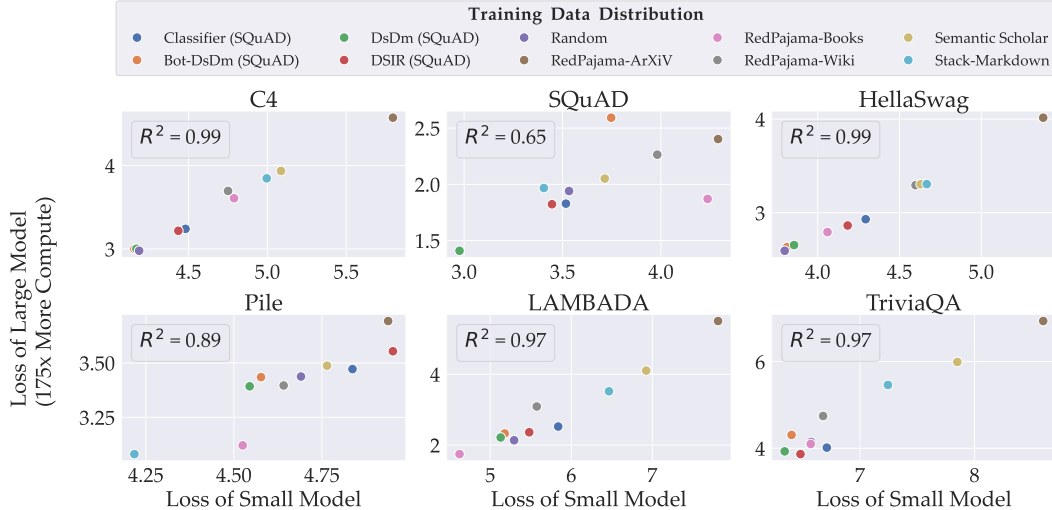 Training Data Distribution
Classifier (SQuAD) DsDm (SQuAD) Random RedPajama-Books Semantic Scholar
Bot-DsDm (SQuAD) DSIR (SQuAD) RedPajama-ArXiV RedPajama-Wiki Stack-Markdown
C4 SQuAD HellaSwag
R² = 0.99 R² = 0.65 R² = 0.99
4 3
2.5 2.0 1.5
4 3
4.5 5.0 5.5 3.0 3.5 4.0 4.0 4.5 5.0
Loss of Large Model
(175x More Compute)
Pile LAMBADA TriviaQA
R² = 0.89 R² = 0.97 R² = 0.97
3.50 3.25
4 2
6 4
4.25 4.50 4.75 5 6 7 7 8
Loss of Small Model Loss of Small Model Loss of Small Model